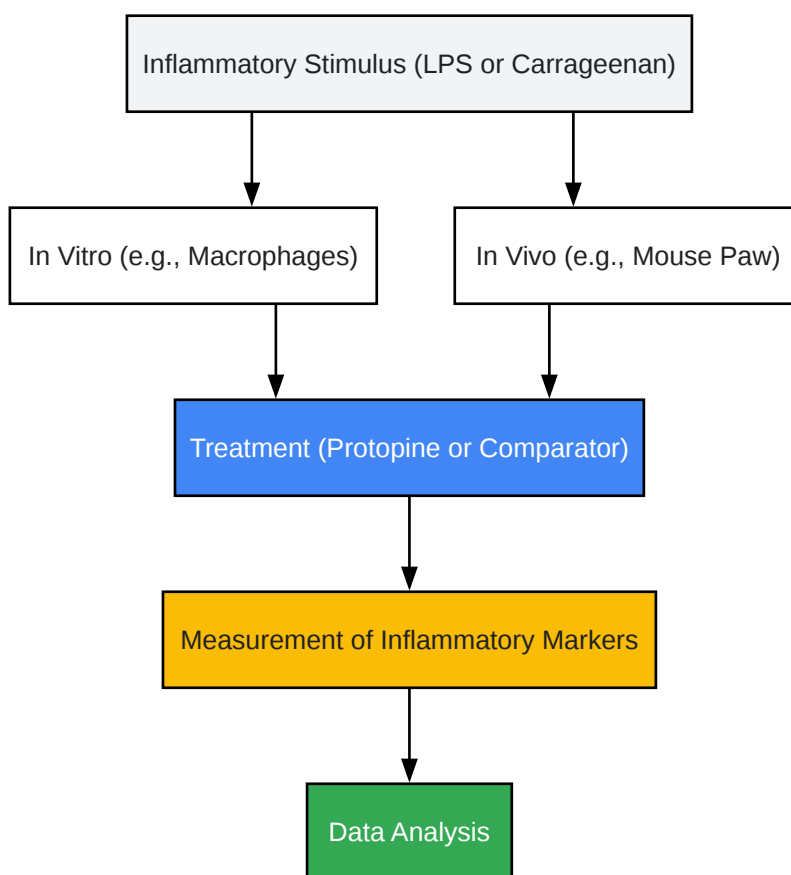 Inflammatory Stimulus (LPS or Carrageenan)
In Vitro (e.g., Macrophages)
In Vivo (e.g., Mouse Paw)
Treatment (Protopine or Comparator)
Measurement of Inflammatory Markers
Data Analysis